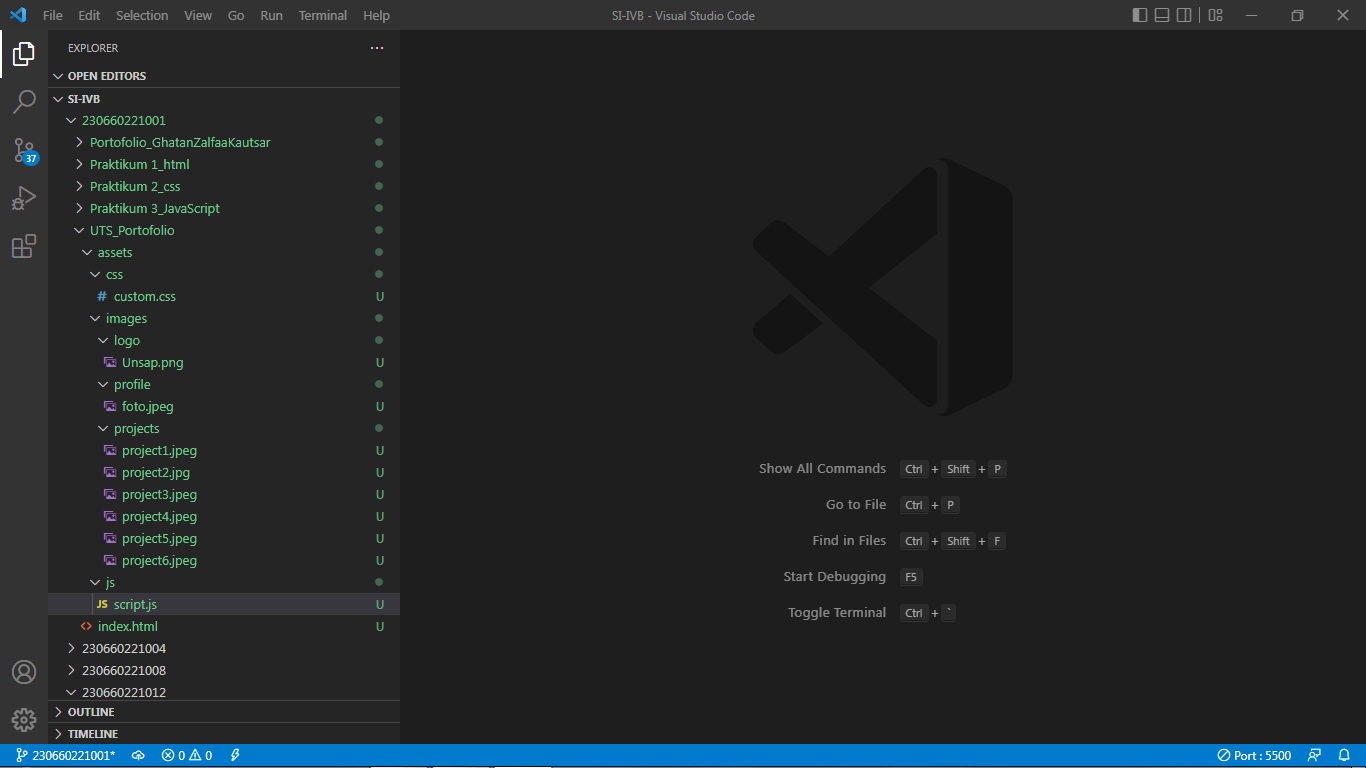 File Edit Selection View Go Run Terminal Help
SI-IVB - Visual Studio Code
EXPLORER
OPEN EDITORS
SI-IVB
230660221001
Portofolio_GhatanZalfaaKautsar
Praktikum 1_html
Praktikum 2_css
Praktikum 3_JavaScript
UTS_Portofolio
assets
css
# custom.css U
images
logo
Unsap.png U
profile
foto.jpeg U
projects
project1.jpeg U
project2.jpg U
project3.jpeg U
project4.jpeg U
project5.jpeg U
project6.jpeg U
js
JS script.js U
<> index.html U
230660221004
230660221008
230660221012
OUTLINE
TIMELINE
37
Show All Commands Ctrl + Shift + P
Go to File Ctrl + P
Find in Files Ctrl + Shift + F
Start Debugging F5
Toggle Terminal Ctrl + `
230660221001* 0 0 Port : 5500